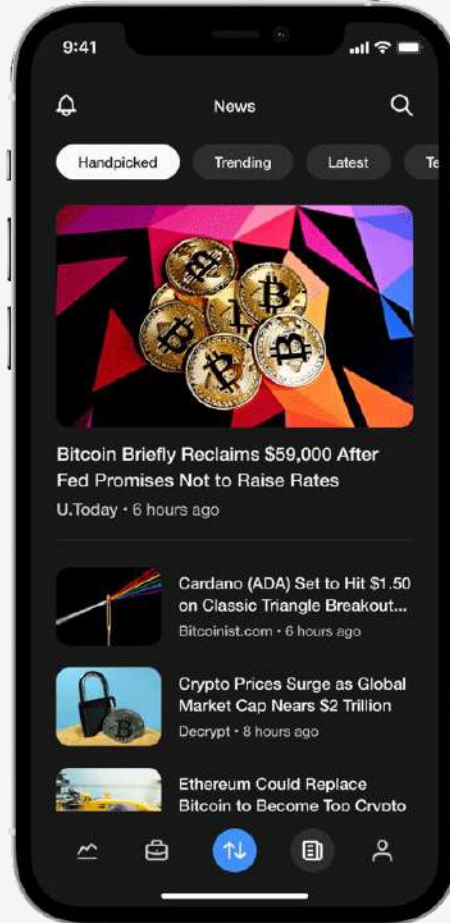 9:41
News
Handpicked
Trending
Latest
Te
Bitcoin Briefly Reclaims $59,000 After
Fed Promises Not to Raise Rates
U.Today • 6 hours ago
Cardano (ADA) Set to Hit $1.50
on Classic Triangle Breakout...
Bitcoinist.com • 6 hours ago
Crypto Prices Surge as Global
Market Cap Nears $2 Trillion
Decrypt • 8 hours ago
Ethereum Could Replace
Bitcoin to Become Top Crypto